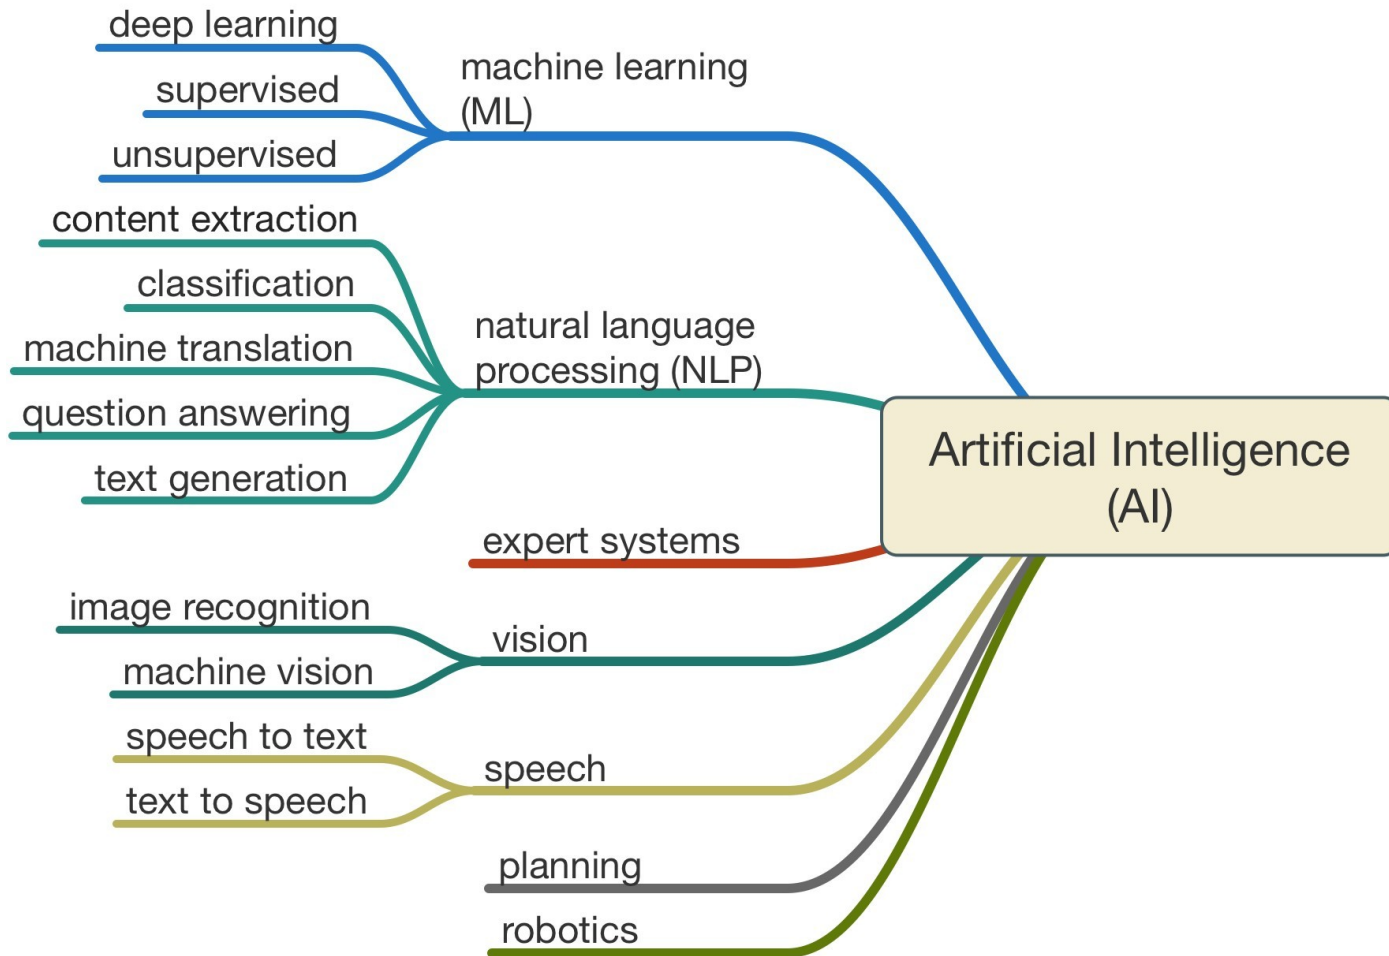 deep learning
supervised
unsupervised
machine learning
(ML)
content extraction
classification
machine translation
question answering
text generation
natural language
processing (NLP)
Artificial Intelligence
(AI)
expert systems
image recognition
machine vision
vision
speech to text
text to speech
speech
planning
robotics